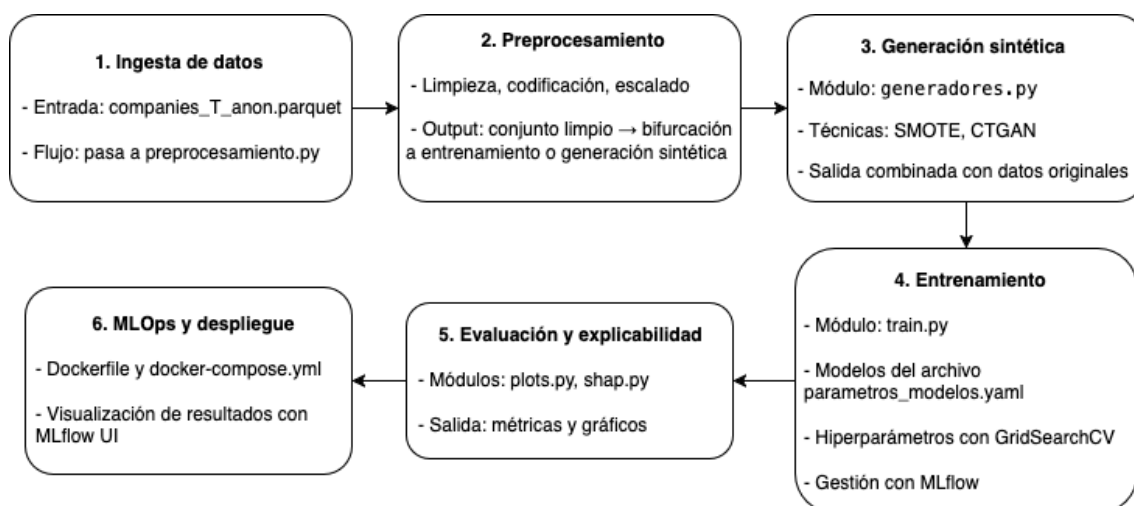 1. Ingesta de datos
- Entrada: companies_T_anon.parquet
- Flujo: pasa a preprocesamiento.py
2. Preprocesamiento
- Limpieza, codificación, escalado
- Output: conjunto limpio → bifurcación
a entrenamiento o generación sintética
3. Generación sintética
- Módulo: generadores.py
- Técnicas: SMOTE, CTGAN
- Salida combinada con datos originales
4. Entrenamiento
- Módulo: train.py
- Modelos del archivo
parametros_modelos.yaml
- Hiperparámetros con GridSearchCV
- Gestión con MLflow
5. Evaluación y explicabilidad
- Módulos: plots.py, shap.py
- Salida: métricas y gráficos
6. MLOps y despliegue
- Dockerfile y docker-compose.yml
- Visualización de resultados con
MLflow UI